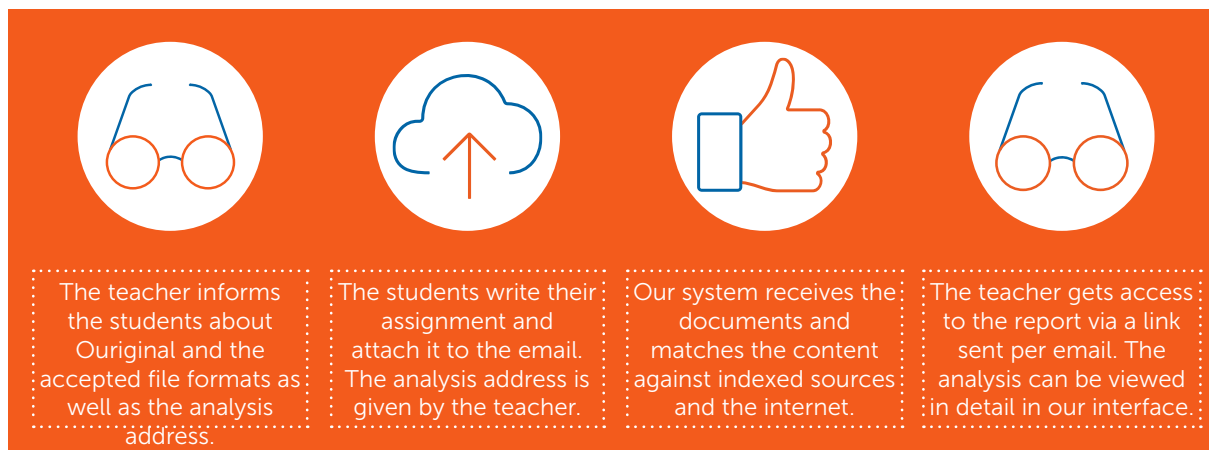 The teacher informs
the students about
Ouriginal and the
accepted file formats as
well as the analysis
address.
The students write their
assignment and
attach it to the email.
The analysis address is
given by the teacher.
Our system receives the
documents and
matches the content
against indexed sources
and the internet.
The teacher gets access
to the report via a link
sent per email. The
analysis can be viewed
in detail in our interface.